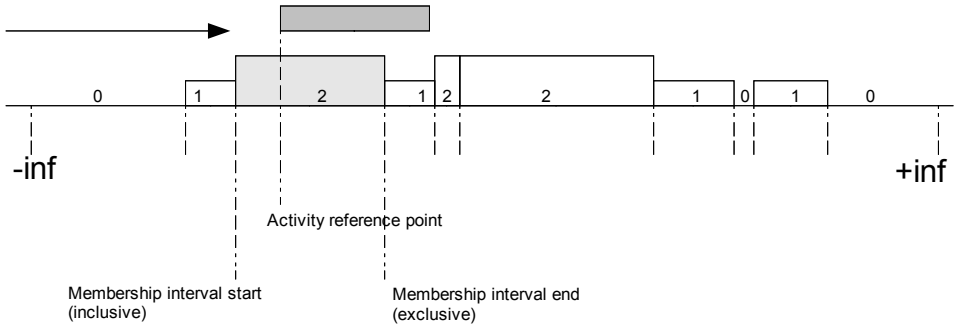 0 1 2 1 2 2 1 0 1 0
-inf +inf
Activity reference point
Membership interval start
(inclusive)
Membership interval end
(exclusive)